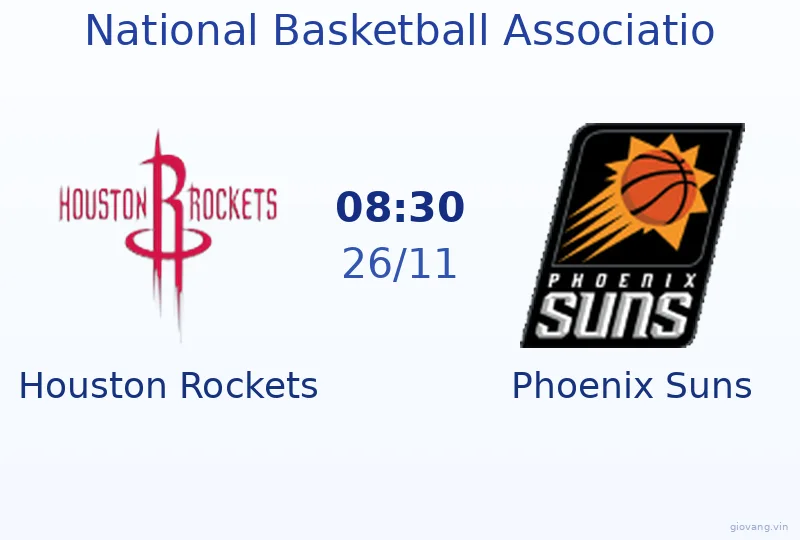 National Basketball Associatio
HOUSTON ROCKETS
08:30
26/11
PHOENIX
SUNS
Houston Rockets
Phoenix Suns
giovang.vin